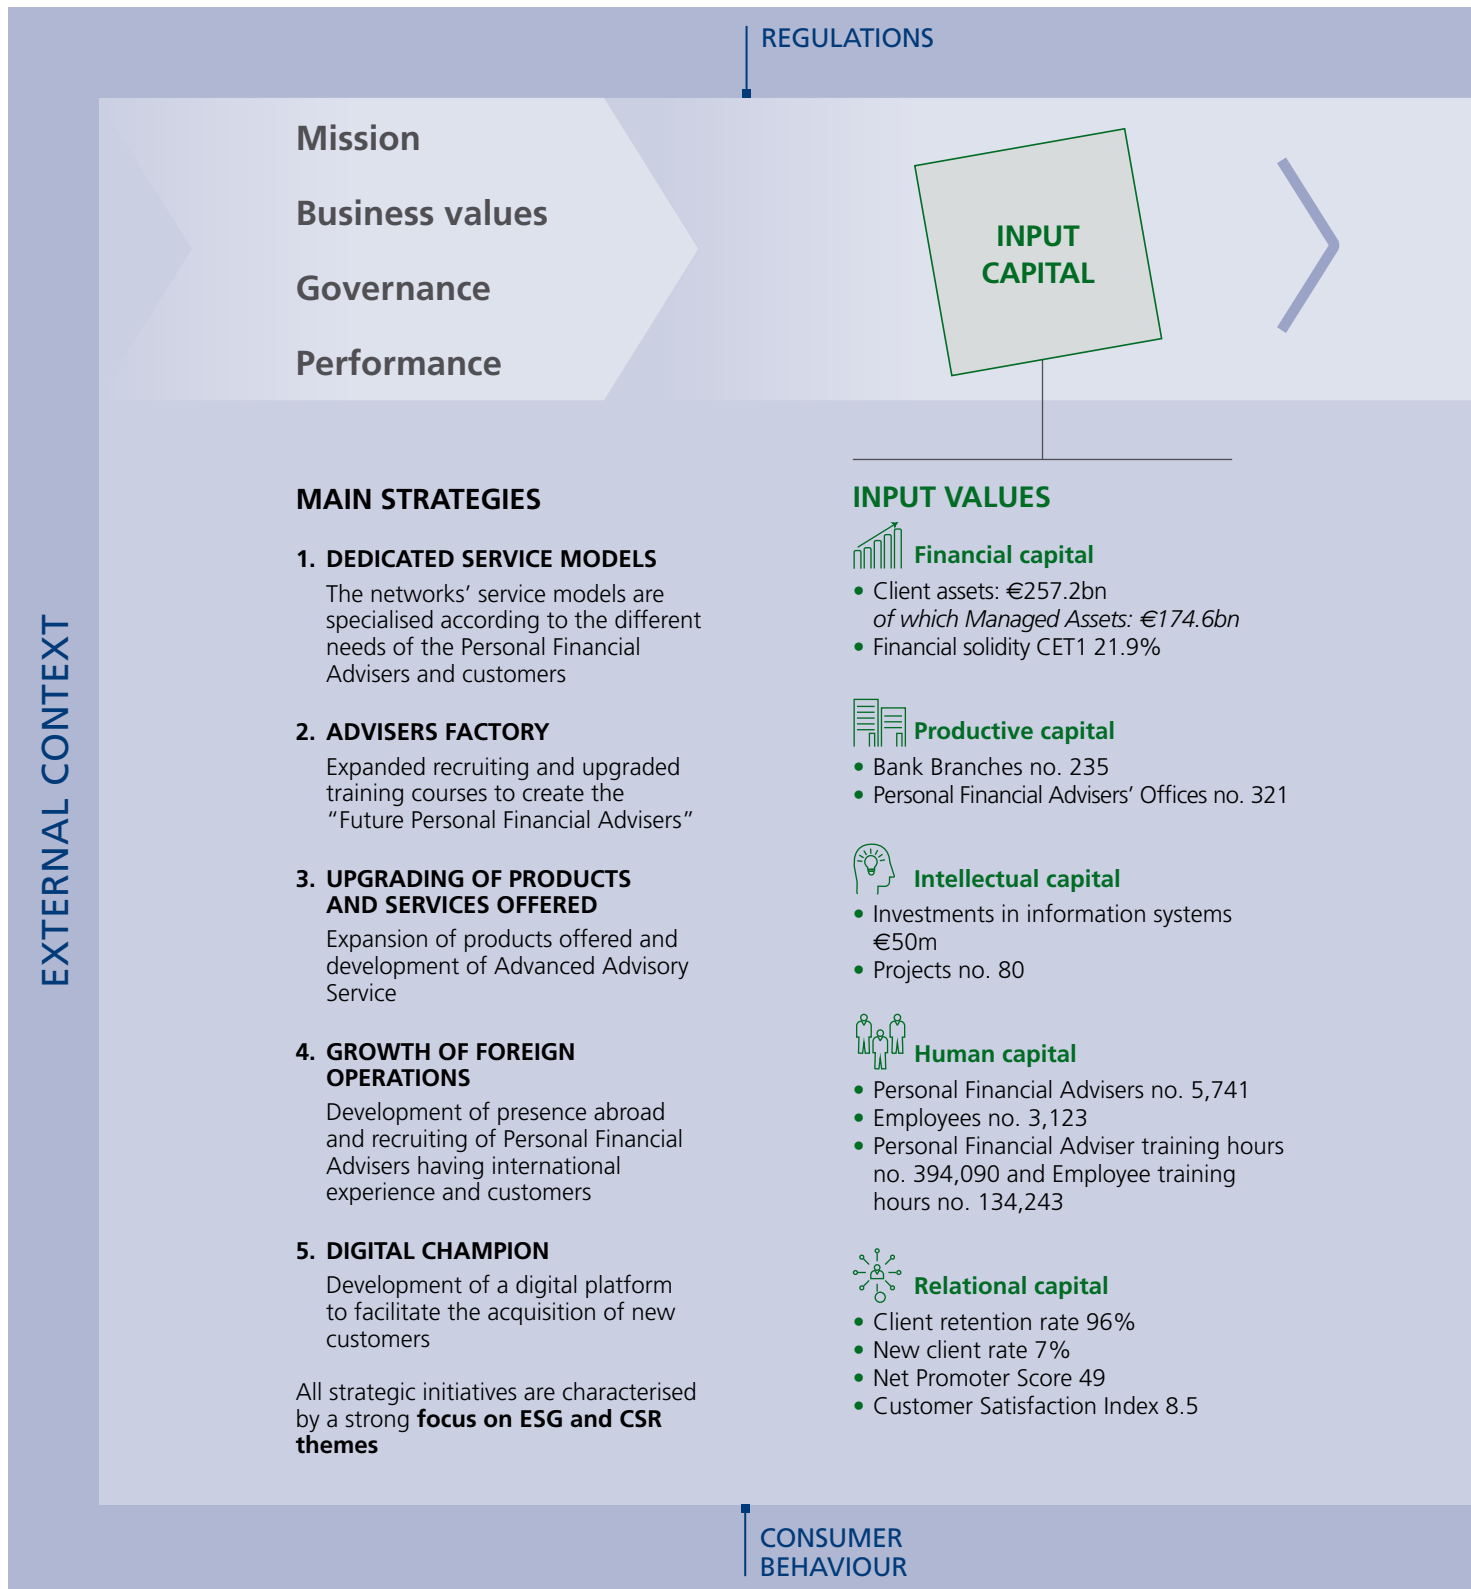 REGULATIONS
Mission
Business values
Governance
Performance
INPUT
CAPITAL
EXTERNAL CONTEXT
MAIN STRATEGIES
1. DEDICATED SERVICE MODELS
The networks’ service models are
specialised according to the different
needs of the Personal Financial
Advisers and customers
2. ADVISERS FACTORY
Expanded recruiting and upgraded
training courses to create the
“Future Personal Financial Advisers”
3. UPGRADING OF PRODUCTS
AND SERVICES OFFERED
Expansion of products offered and
development of Advanced Advisory
Service
4. GROWTH OF FOREIGN
OPERATIONS
Development of presence abroad
and recruiting of Personal Financial
Advisers having international
experience and customers
5. DIGITAL CHAMPION
Development of a digital platform
to facilitate the acquisition of new
customers
All strategic initiatives are characterised
by a strong focus on ESG and CSR
themes
INPUT VALUES
Financial capital
• Client assets: €257.2bn
of which Managed Assets: €174.6bn
• Financial solidity CET1 21.9%
Productive capital
• Bank Branches no. 235
• Personal Financial Advisers’ Offices no. 321
Intellectual capital
• Investments in information systems
€50m
• Projects no. 80
Human capital
• Personal Financial Advisers no. 5,741
• Employees no. 3,123
• Personal Financial Adviser training hours
no. 394,090 and Employee training
hours no. 134,243
Relational capital
• Client retention rate 96%
• New client rate 7%
• Net Promoter Score 49
• Customer Satisfaction Index 8.5
CONSUMER
BEHAVIOUR